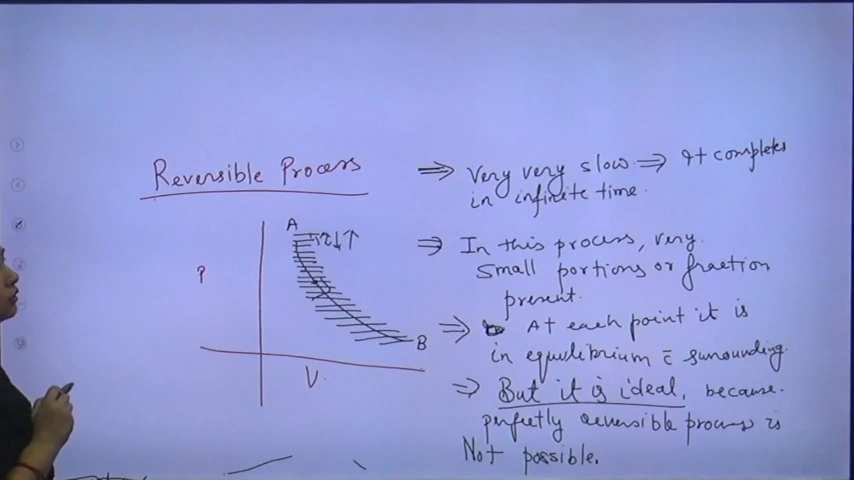 Reversible Process
⇒ Very very slow ⇒ It completes
in infinite time.
A
P
B
V.
⇒ In this process, very
small portions or fraction
present.
⇒ At each point it is
in equilibrium c̄ surrounding.
⇒ But it is ideal, because
perfectly reversible process is
Not possible.